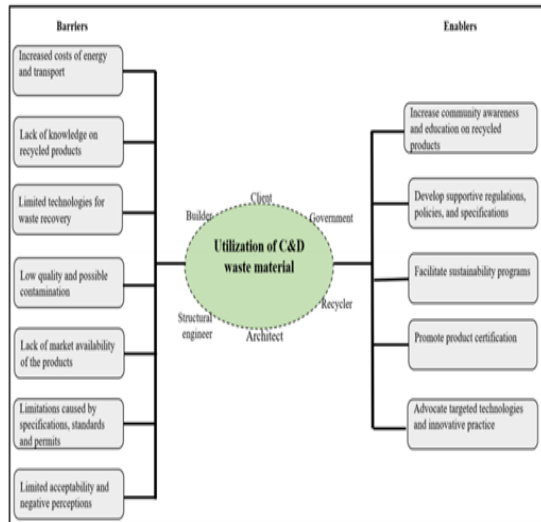 Barriers
Increased costs of energy
and transport
Lack of knowledge on
recycled products
Limited technologies for
waste recovery
Low quality and possible
contamination
Lack of market availability
of the products
Limitations caused by
specifications, standards
and permits
Limited acceptability and
negative perceptions
Client
Builder
Government
Utilization of C&D
waste material
Structural
engineer
Architect
Recycler
Enablers
Increase community awareness
and education on recycled
products
Develop supportive regulations,
policies, and specifications
Facilitate sustainability programs
Promote product certification
Advocate targeted technologies
and innovative practice